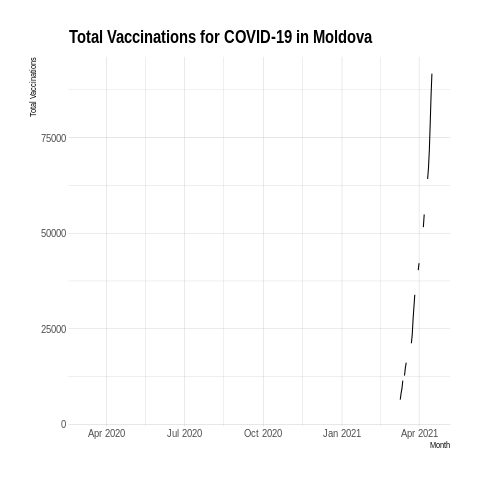 Total Vaccinations for COVID-19 in Moldova
Total Vaccinations
75000
50000
25000
0
Apr 2020 Jul 2020 Oct 2020 Jan 2021 Apr 2021
Month